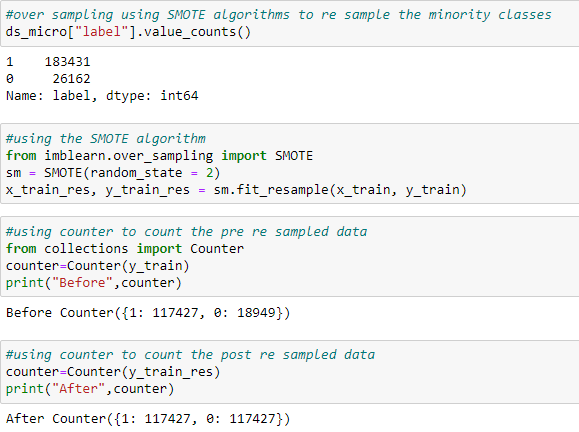 #over sampling using SMOTE algorithms to re sample the minority classes
ds_micro["label"].value_counts()
1    183431
0     26162
Name: label, dtype: int64
#using the SMOTE algorithm
from imblearn.over_sampling import SMOTE
sm = SMOTE(random_state = 2)
x_train_res, y_train_res = sm.fit_resample(x_train, y_train)
#using counter to count the pre re sampled data
from collections import Counter
counter=Counter(y_train)
print("Before",counter)
Before Counter({1: 117427, 0: 18949})
#using counter to count the post re sampled data
counter=Counter(y_train_res)
print("After",counter)
After Counter({1: 117427, 0: 117427})